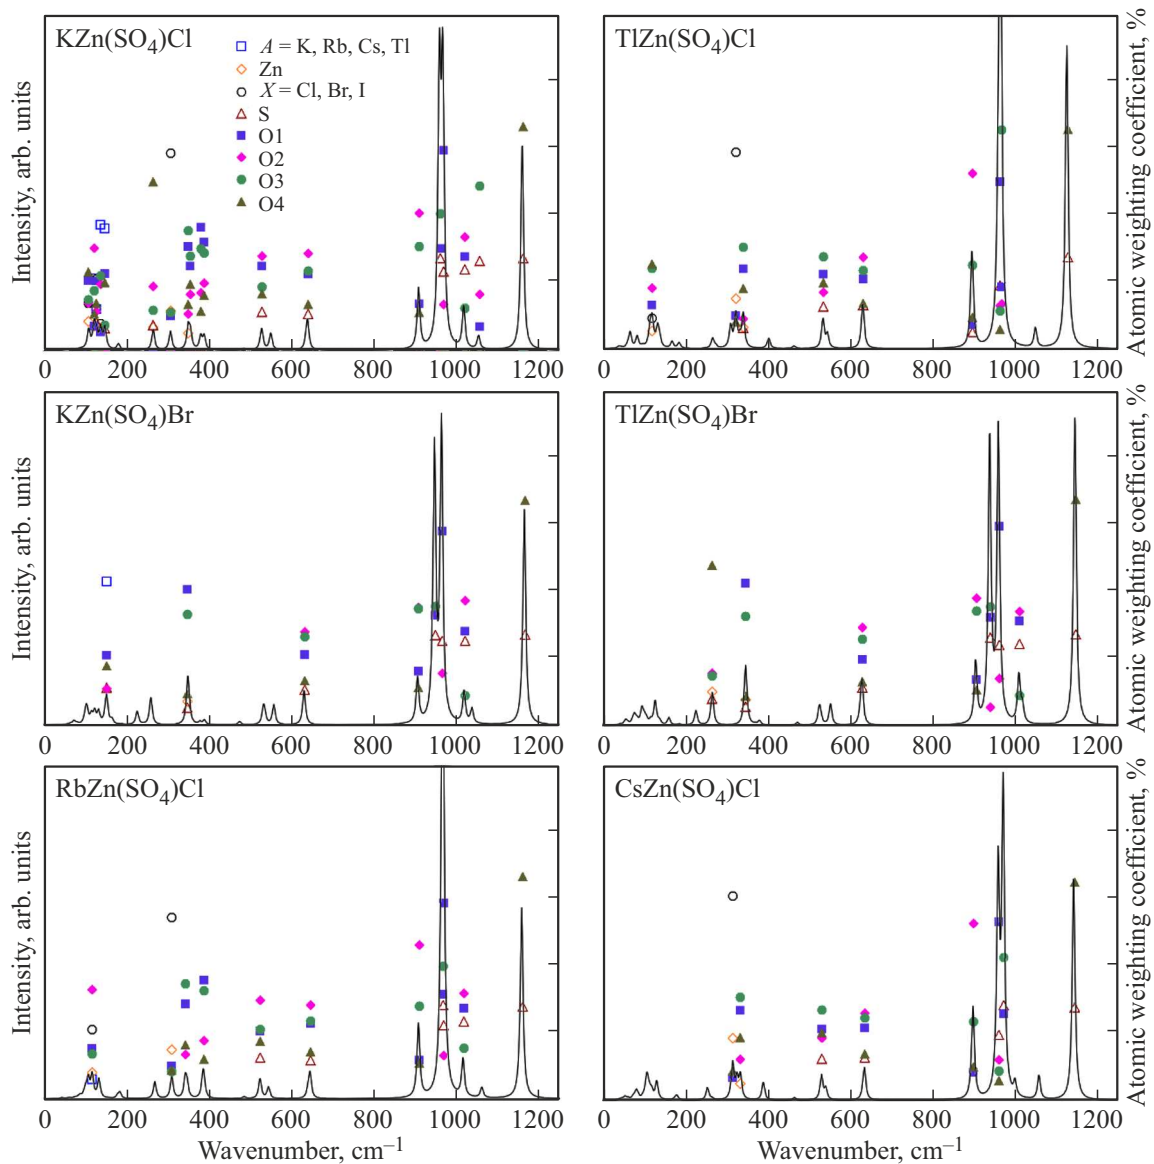 KZn(SO₄)Cl
A = K, Rb, Cs, Tl
Zn
X = Cl, Br, I
S
O1
O2
O3
O4
Intensity, arb. units
0 200 400 600 800 1000 1200
TlZn(SO₄)Cl
Atomic weighting coefficient, %
0 200 400 600 800 1000 1200
KZn(SO₄)Br
Intensity, arb. units
0 200 400 600 800 1000 1200
TlZn(SO₄)Br
Atomic weighting coefficient, %
0 200 400 600 800 1000 1200
RbZn(SO₄)Cl
Intensity, arb. units
0 200 400 600 800 1000 1200
Wavenumber, cm⁻¹
CsZn(SO₄)Cl
Atomic weighting coefficient, %
0 200 400 600 800 1000 1200
Wavenumber, cm⁻¹